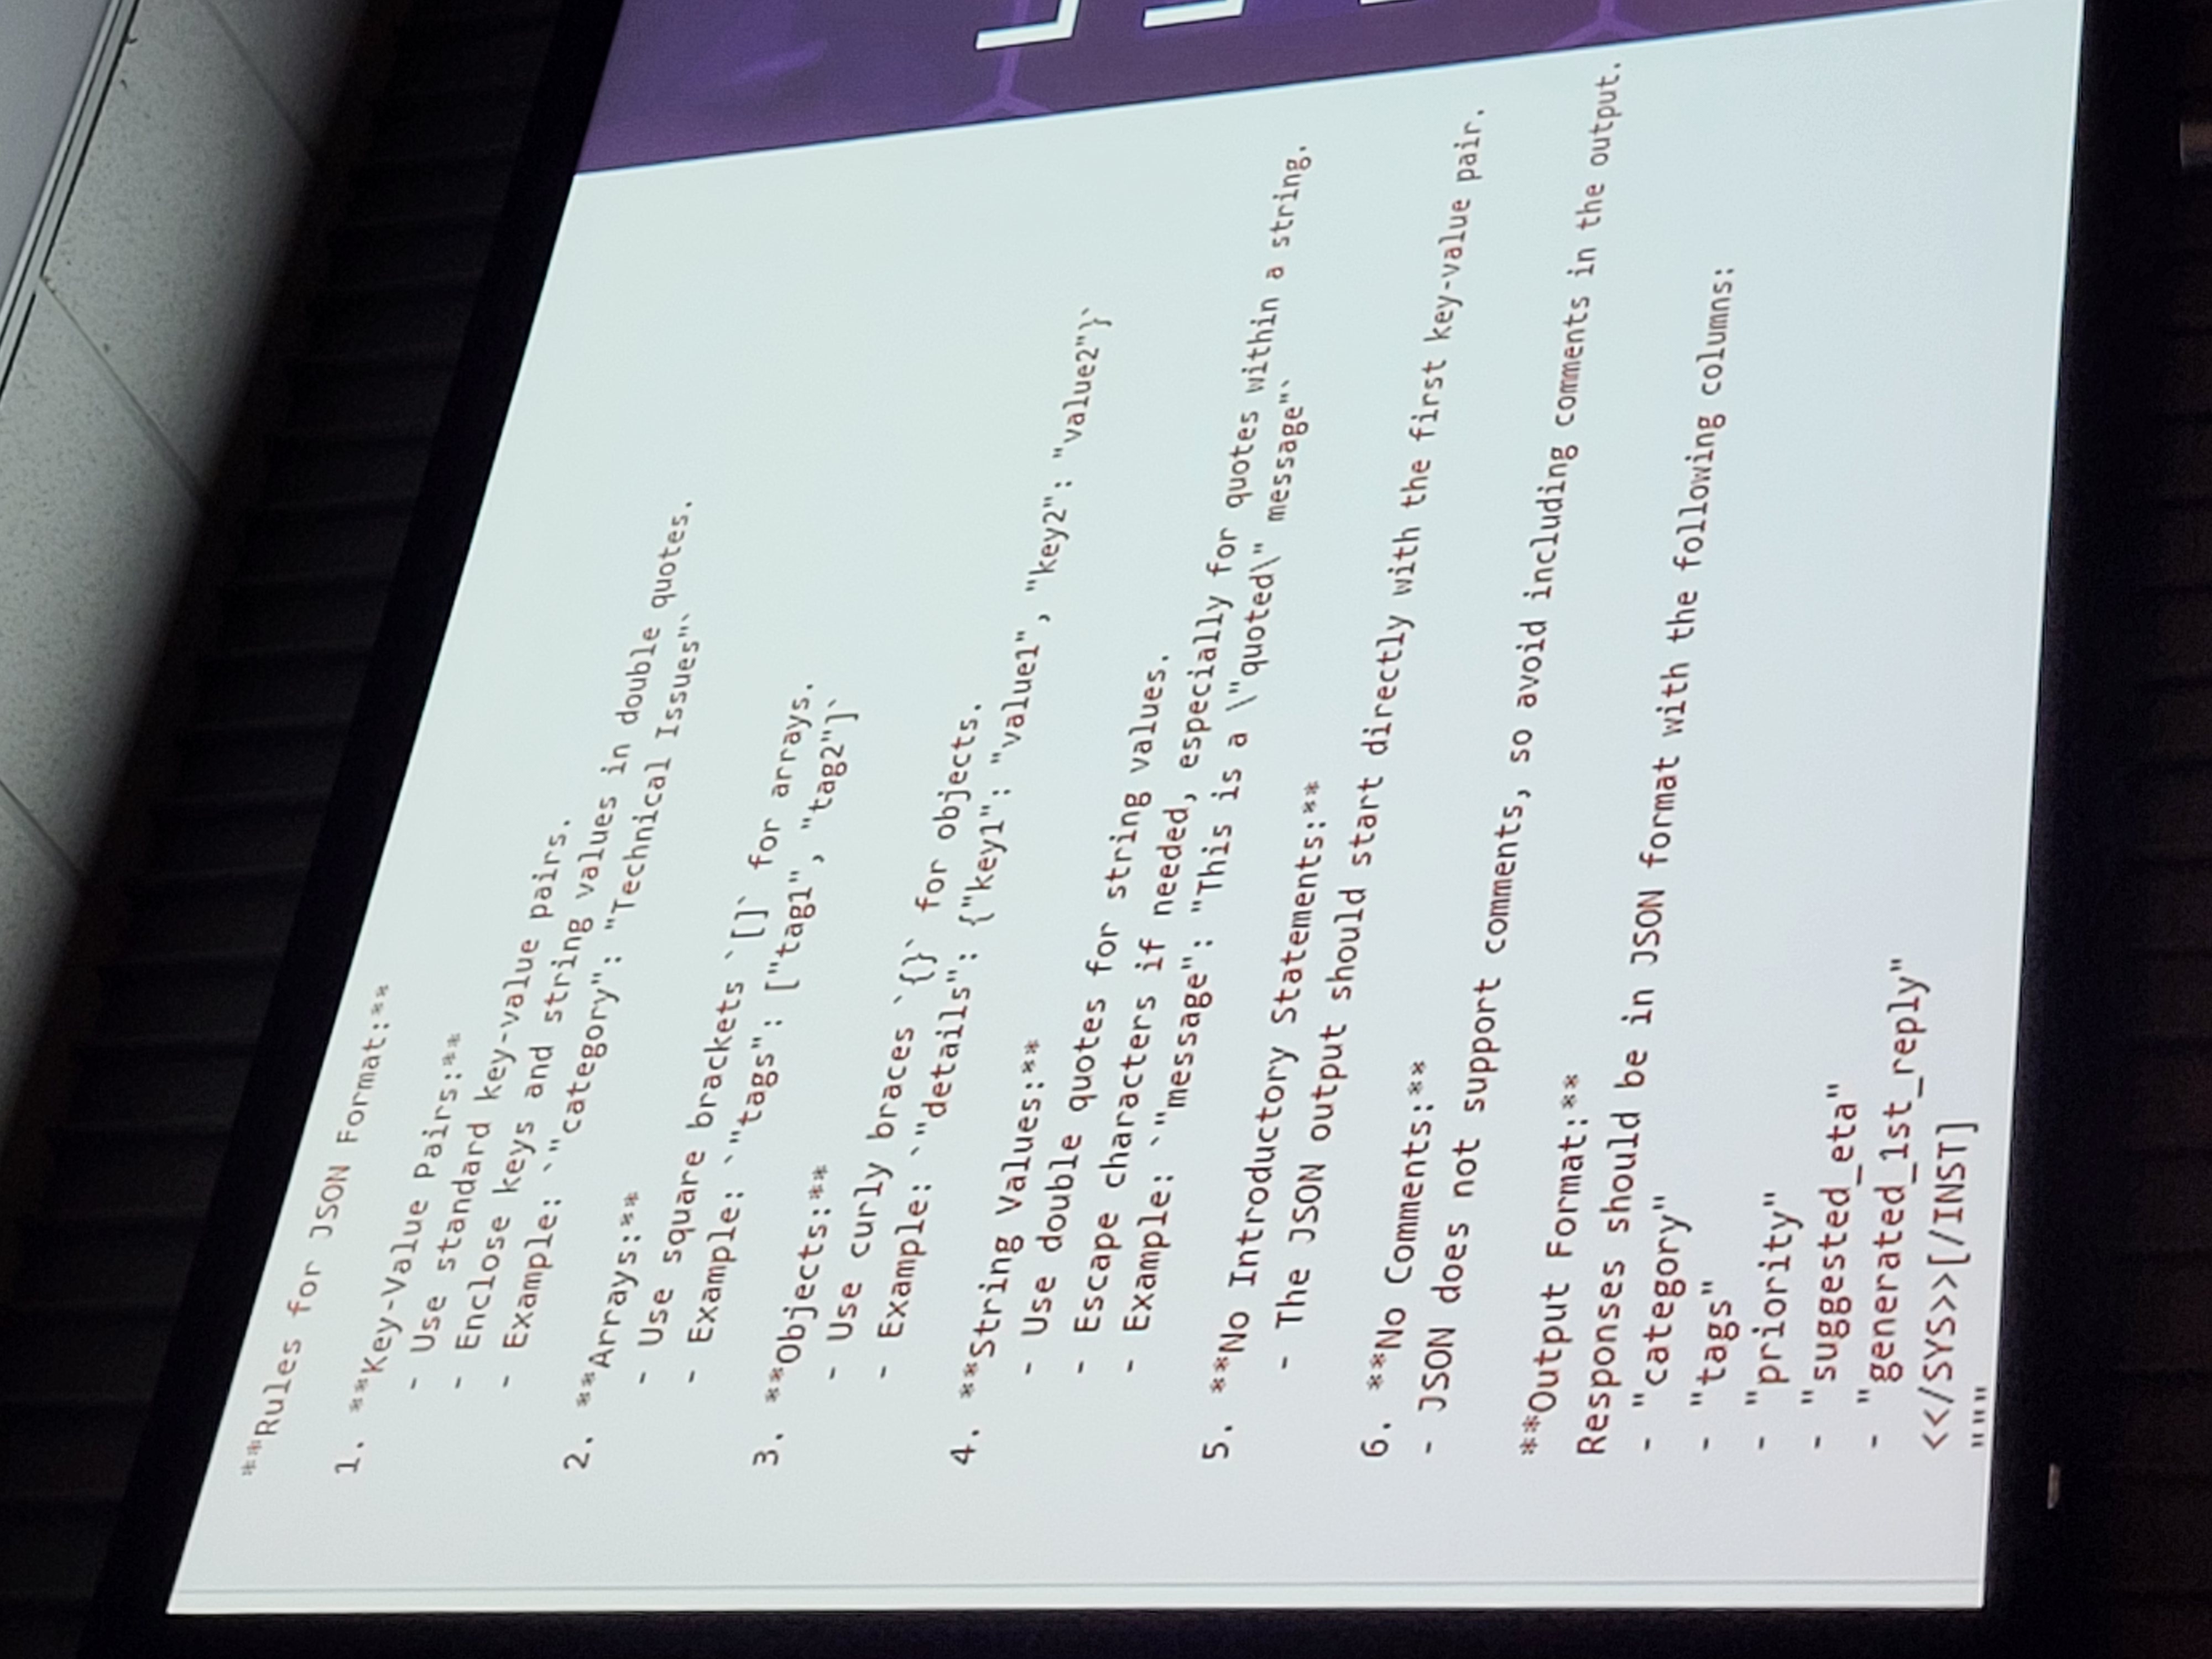 **Rules for JSON Format:**
1. **Key-Value Pairs:**
- Use standard key-value pairs.
- Enclose keys and string values in double quotes.
- Example: `"category": "Technical Issues"`
2. **Arrays:**
- Use square brackets `[]` for arrays.
- Example: `"tags": ["tag1", "tag2"]`
3. **Objects:**
- Use curly braces `{}` for objects.
- Example: `"details": {"key1": "value1", "key2": "value2"}`
4. **String Values:**
- Use double quotes for string values.
- Escape characters if needed, especially for quotes within a string.
- Example: `"message": "This is a \"quoted\" message"`
5. **No Introductory Statements:**
- The JSON output should start directly with the first key-value pair.
6. **No Comments:**
- JSON does not support comments, so avoid including comments in the output.
**Output Format:**
Responses should be in JSON format with the following columns:
- "category"
- "tags"
- "priority"
- "suggested_eta"
- "generated_1st_reply"
<</SYS>>[/INST]
"""